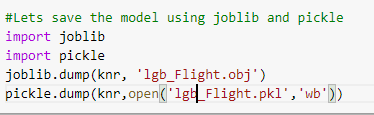 #Lets save the model using joblib and pickle
import joblib
import pickle
joblib.dump(knr, 'lgb_Flight.obj')
pickle.dump(knr,open('lgb_Flight.pkl','wb'))